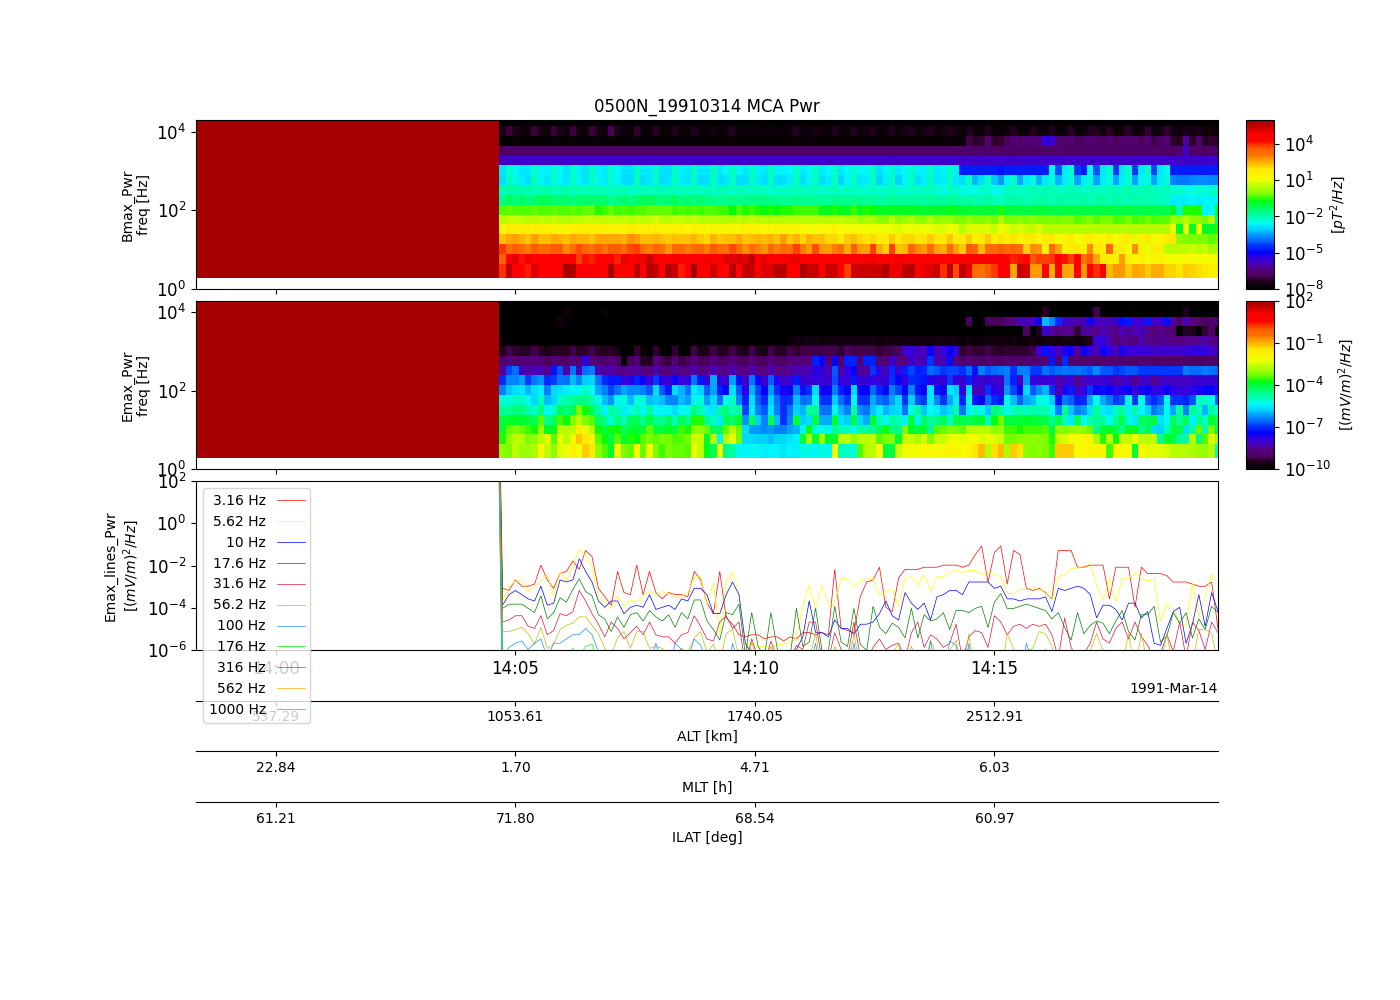 0500N_19910314 MCA Pwr
Bmax_Pwr
freq [Hz]
10^4
10^2
10^0
10^4
10^1
10^-2
10^-5
10^-8
[pT^2/Hz]
Emax_Pwr
freq [Hz]
10^4
10^2
10^0
10^2
10^-1
10^-4
10^-7
10^-10
[(mV/m)^2/Hz]
Emax_lines_Pwr
[(mV/m)^2/Hz]
10^2
10^0
10^-2
10^-4
10^-6
3.16 Hz
5.62 Hz
10 Hz
17.6 Hz
31.6 Hz
56.2 Hz
100 Hz
176 Hz
316 Hz
562 Hz
1000 Hz
14:00 14:05 14:10 14:15
1991-Mar-14
537.29 1053.61 1740.05 2512.91
ALT [km]
22.84 1.70 4.71 6.03
MLT [h]
61.21 71.80 68.54 60.97
ILAT [deg]